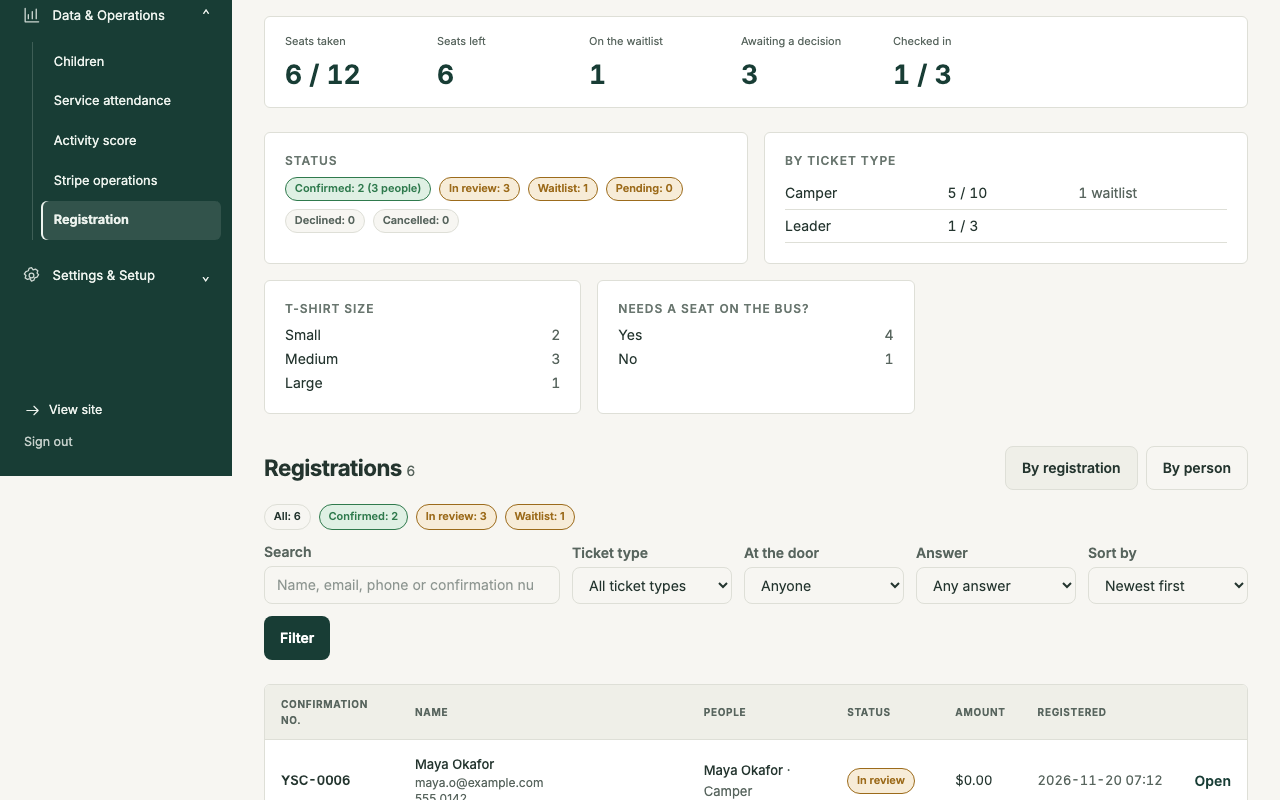 Data & Operations
Children
Service attendance
Activity score
Stripe operations
Registration
Settings & Setup
View site
Sign out
Seats taken
6 / 12
Seats left
6
On the waitlist
1
Awaiting a decision
3
Checked in
1 / 3
STATUS
Confirmed: 2 (3 people) In review: 3 Waitlist: 1 Pending: 0
Declined: 0 Cancelled: 0
BY TICKET TYPE
Camper 5 / 10 1 waitlist
Leader 1 / 3
T-SHIRT SIZE
Small 2
Medium 3
Large 1
NEEDS A SEAT ON THE BUS?
Yes 4
No 1
Registrations 6
By registration By person
All: 6 Confirmed: 2 In review: 3 Waitlist: 1
Search
Name, email, phone or confirmation nu
Ticket type
All ticket types
At the door
Anyone
Answer
Any answer
Sort by
Newest first
Filter
CONFIRMATION NO. NAME PEOPLE STATUS AMOUNT REGISTERED
YSC-0006
Maya Okafor
maya.o@example.com
555 0142
Maya Okafor ·
Camper
In review
$0.00
2026-11-20 07:12
Open